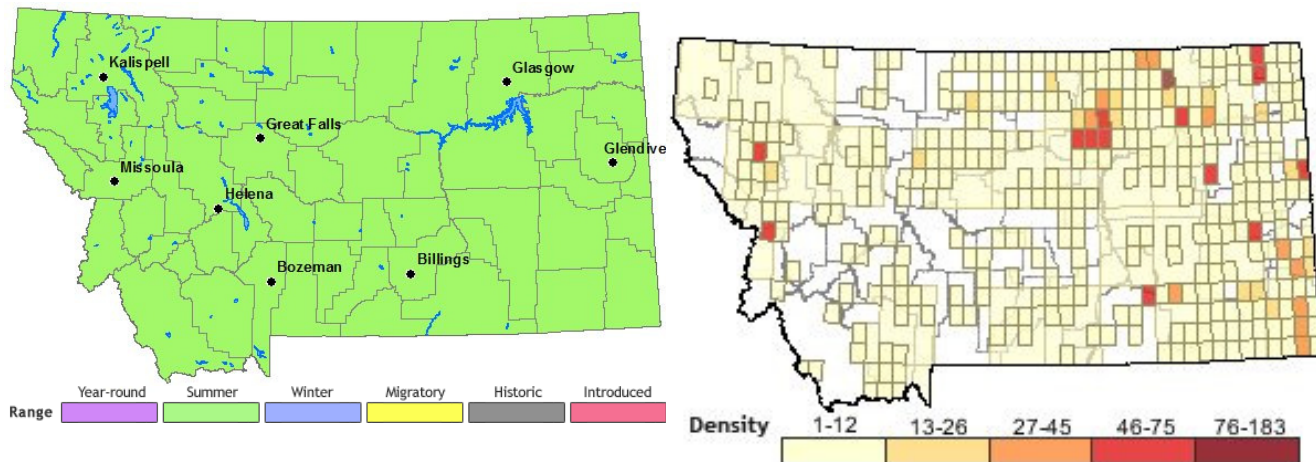 Kalispell
Glasgow
Great Falls
Glendive
Missoula
Helena
Bozeman
Billings
Year-round Summer Winter Migratory Historic Introduced
Range
Density 1-12 13-26 27-45 46-75 76-183